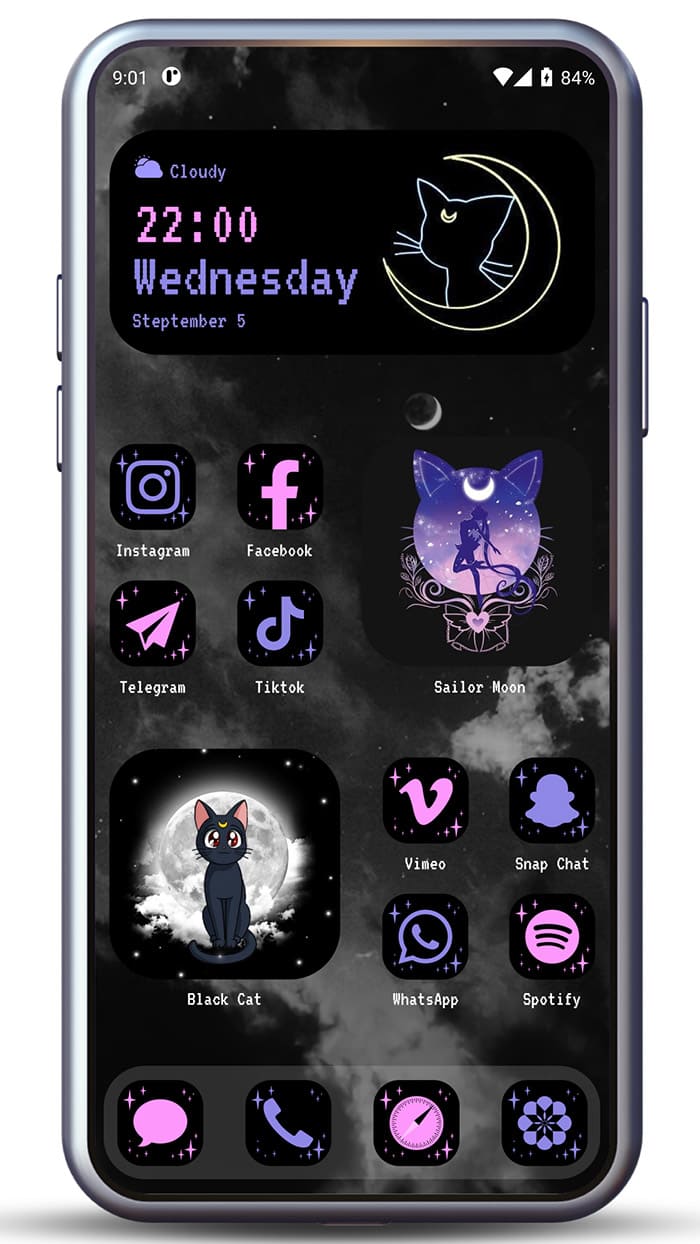 9:01 84%
Cloudy
22:00
Wednesday
Steptember 5
Instagram Facebook
Telegram Tiktok Sailor Moon
Vimeo Snap Chat
Black Cat WhatsApp Spotify